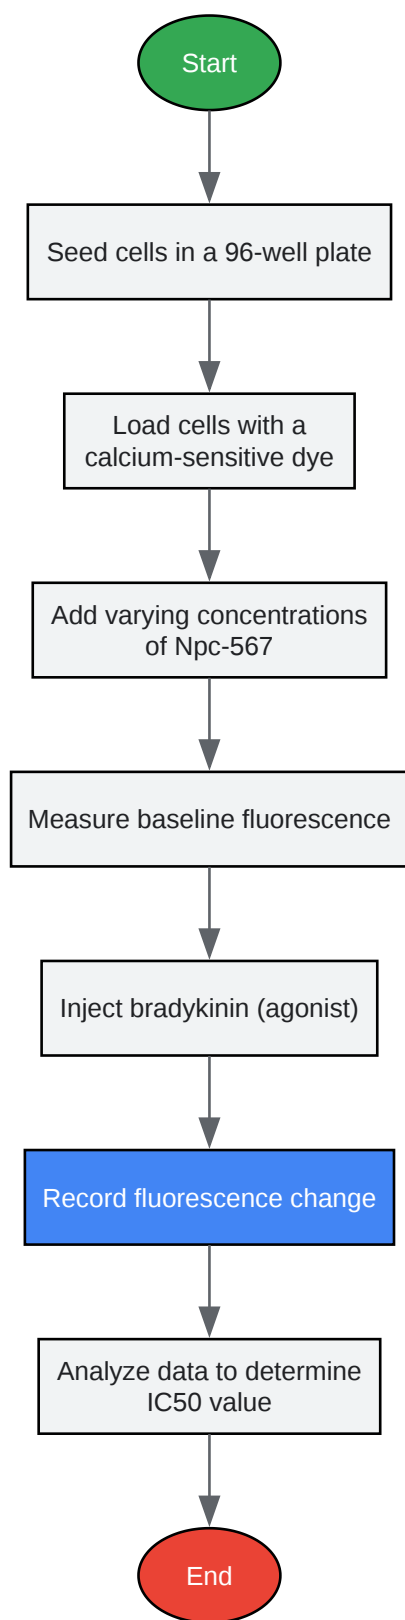 Start
Seed cells in a 96-well plate
Load cells with a
calcium-sensitive dye
Add varying concentrations
of Npc-567
Measure baseline fluorescence
Inject bradykinin (agonist)
Record fluorescence change
Analyze data to determine
IC50 value
End